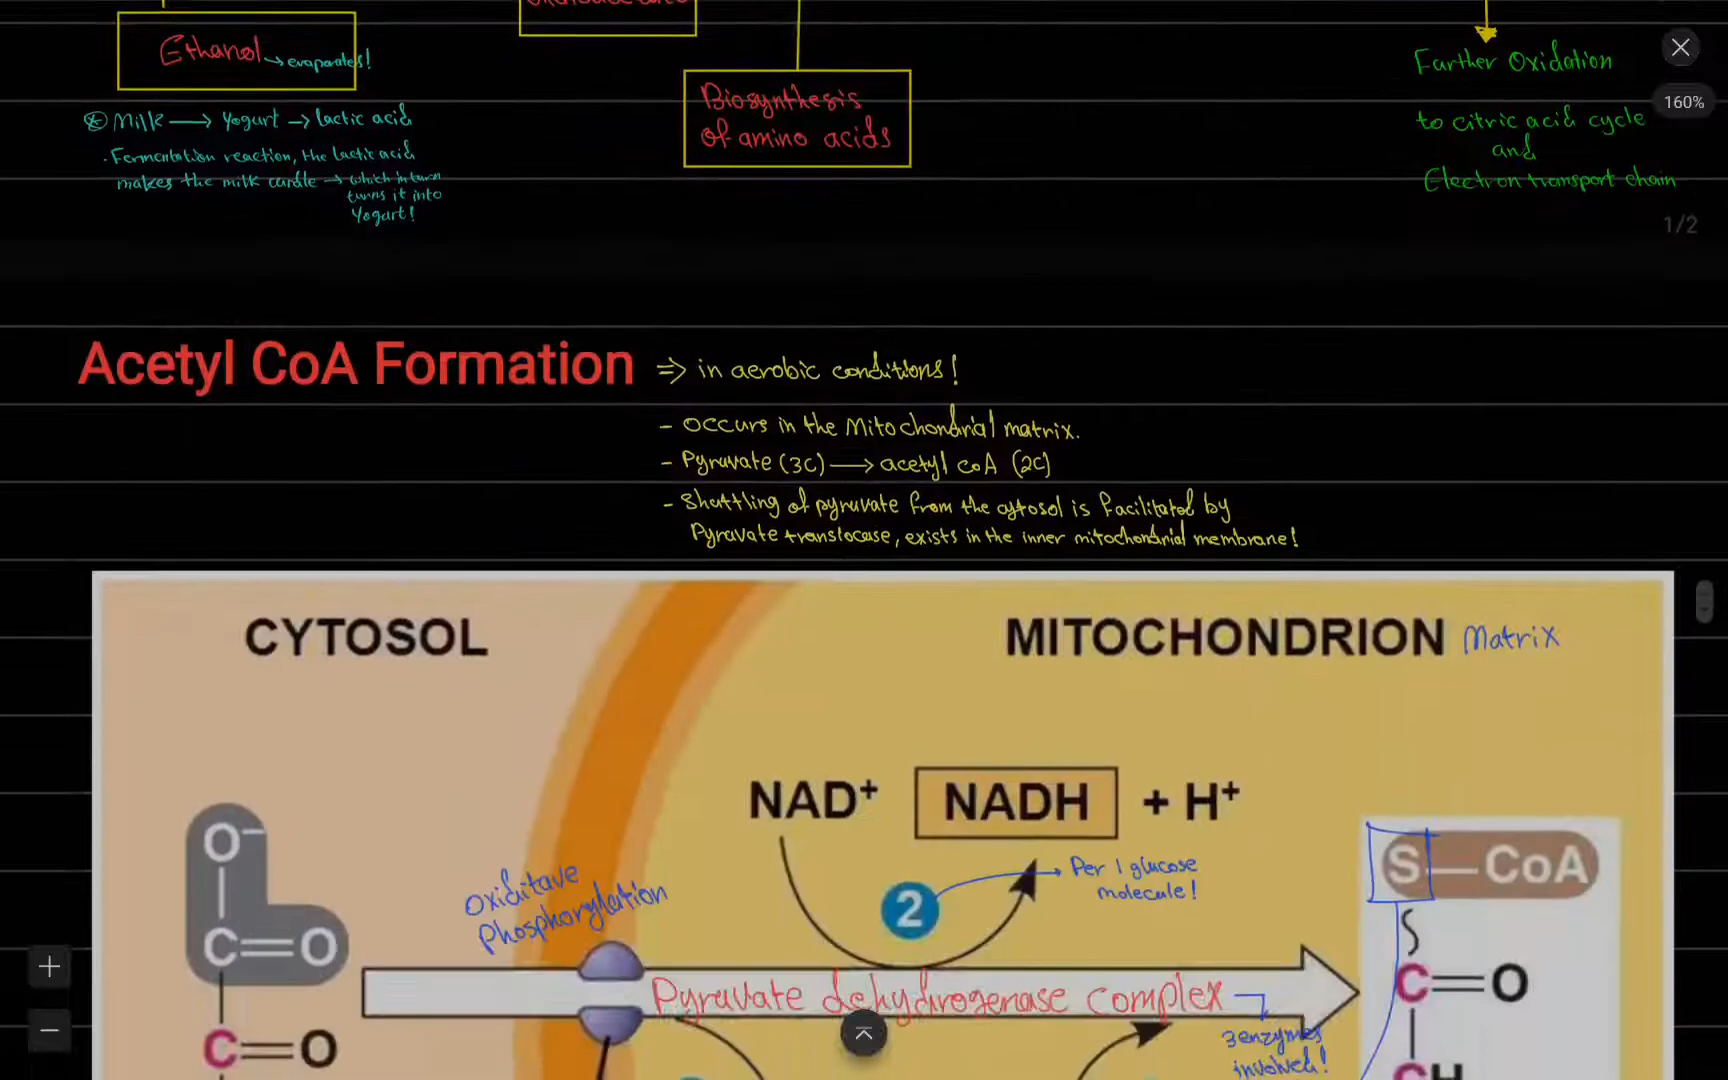 Ethanol → evaporates!
Milk → Yogurt → lactic acid
. Fermentation reaction, the lactic acid
makes the milk curdle → which in turn
turns it into
Yogurt!
Biosynthesis
of amino acids
Further Oxidation
to citric acid cycle
and
Electron transport chain
160%
1/2
Acetyl CoA Formation ⇒ in aerobic conditions!
- Occurs in the Mitochondrial matrix.
- Pyruvate (3C) → acetyl coA (2C)
- Shuttling of pyruvate from the cytosol is facilitated by
Pyruvate translocase, exists in the inner mitochondrial membrane!
CYTOSOL
MITOCHONDRION Matrix
NAD⁺ NADH + H⁺
2 → Per 1 glucose
molecule!
Oxiditave
Phosphorylation
O⁻
C=O
C=O
Pyruvate dehydrogenase complex
3 enzymes
involved!
S—CoA
C=O